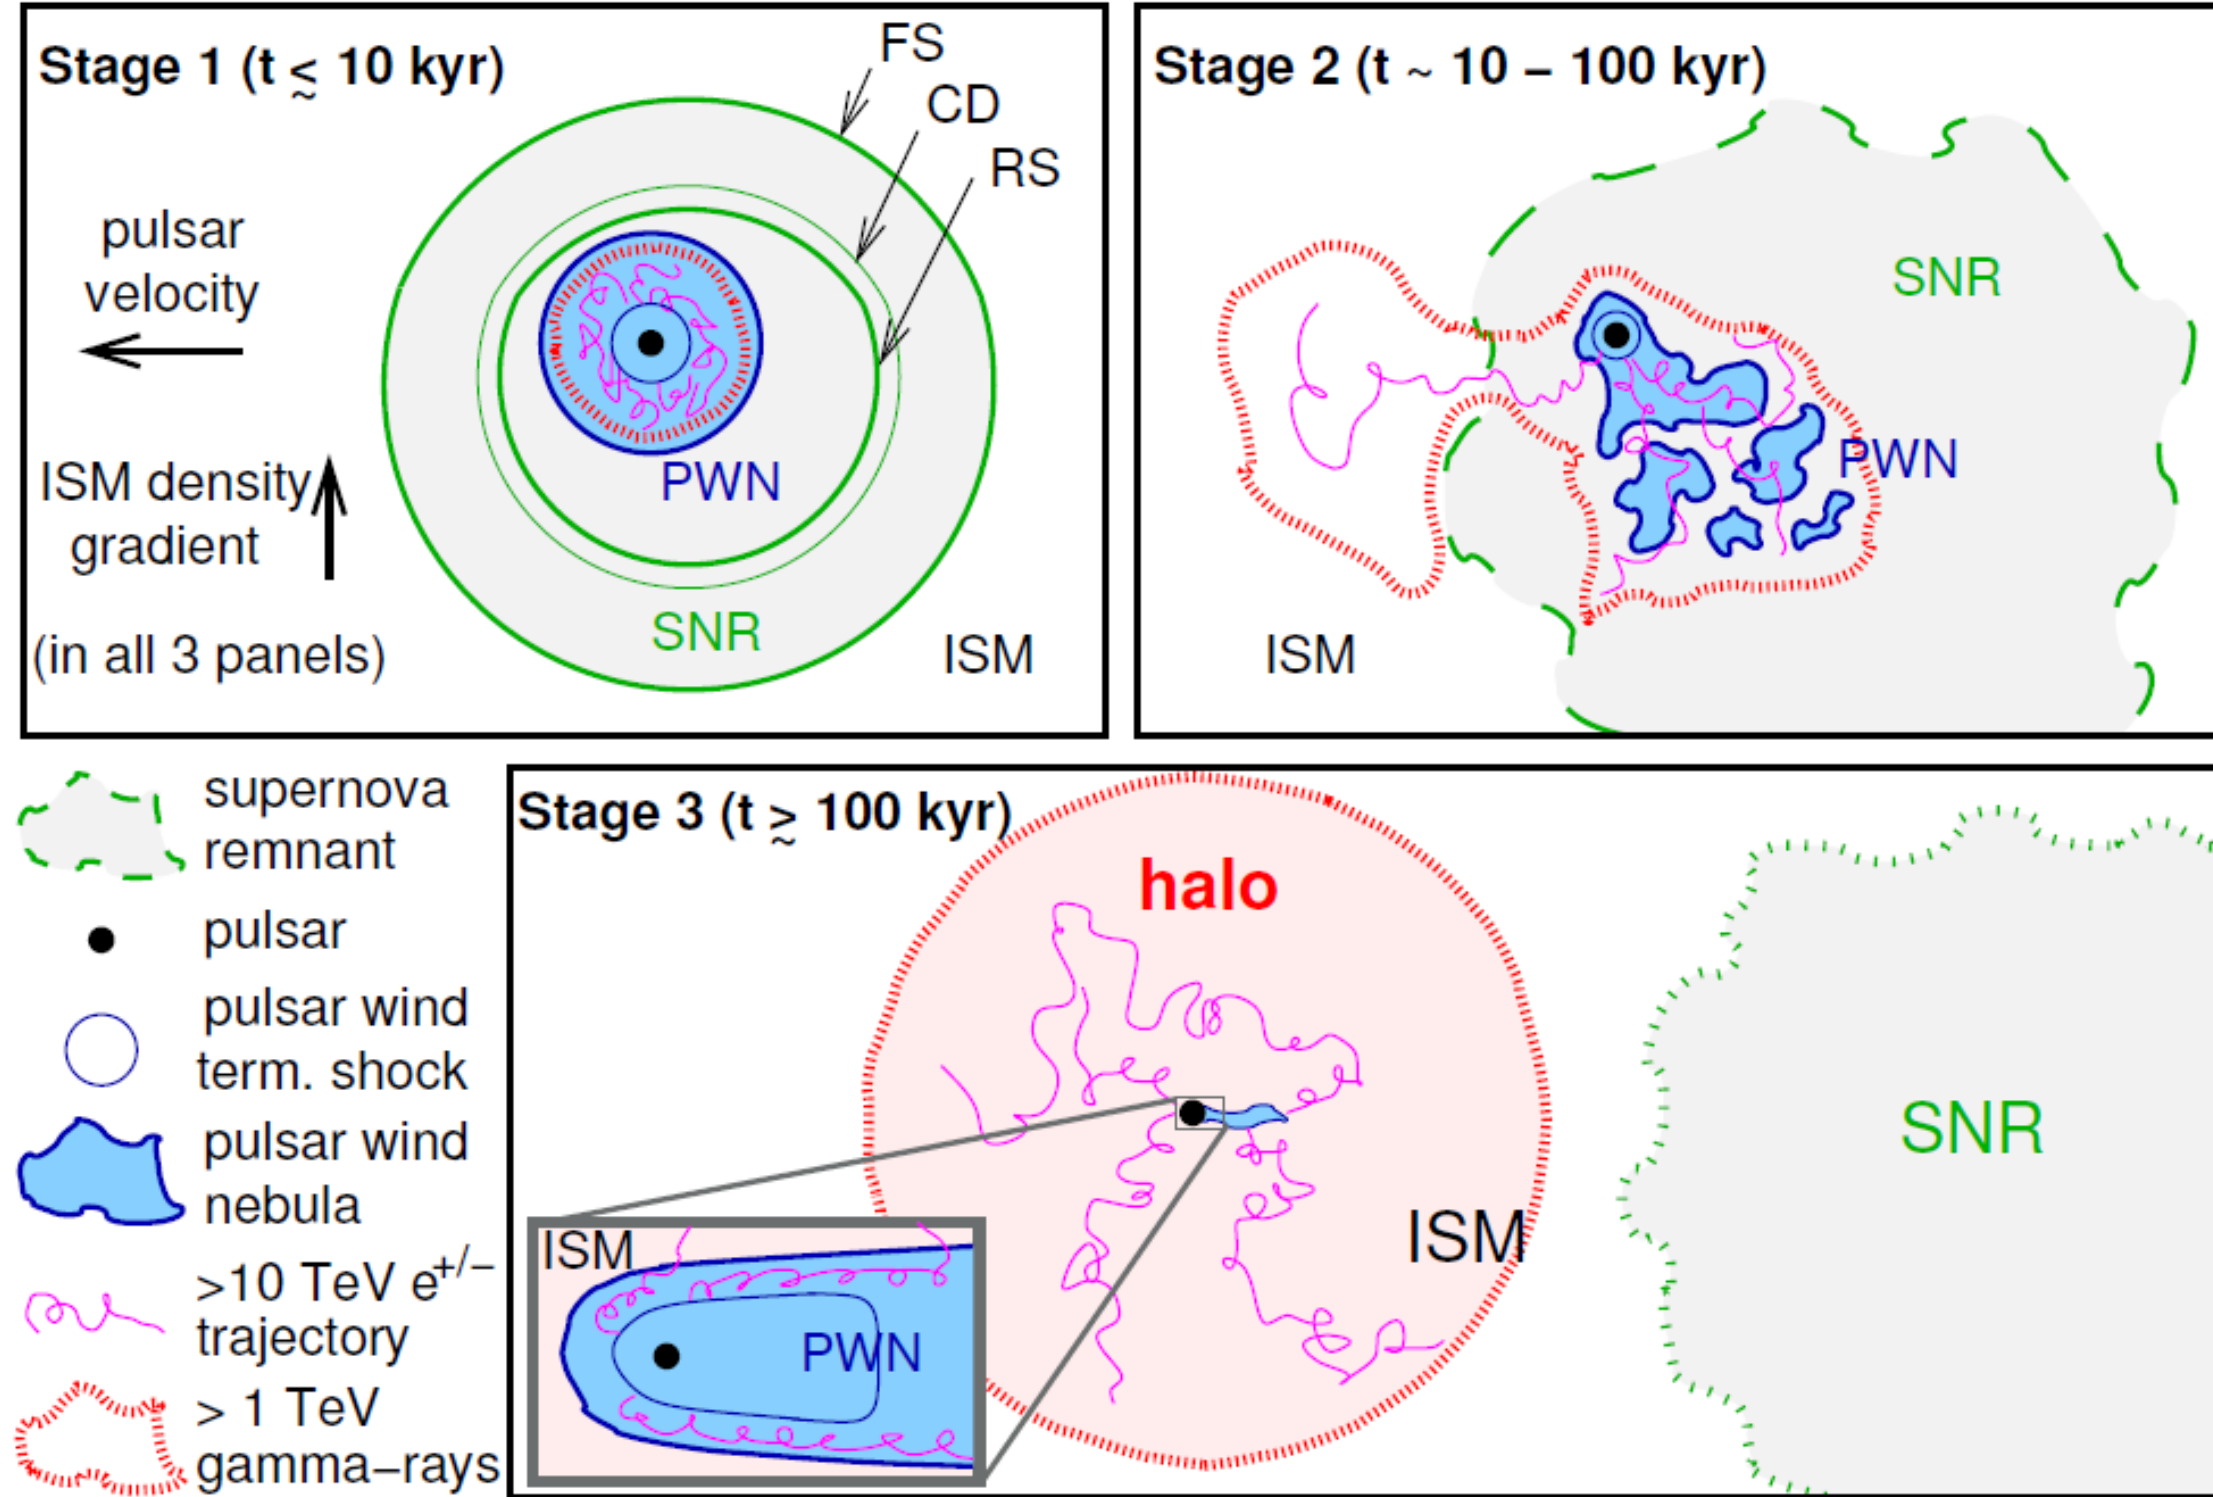 Stage 1 (t ≲ 10 kyr)
FS
CD
RS
pulsar
velocity
ISM density
gradient
(in all 3 panels)
PWN
SNR
ISM
Stage 2 (t ~ 10 – 100 kyr)
SNR
PWN
ISM
supernova
remnant
pulsar
pulsar wind
term. shock
pulsar wind
nebula
>10 TeV e+/−
trajectory
> 1 TeV
gamma−rays
Stage 3 (t ≳ 100 kyr)
halo
ISM
SNR
ISM
PWN